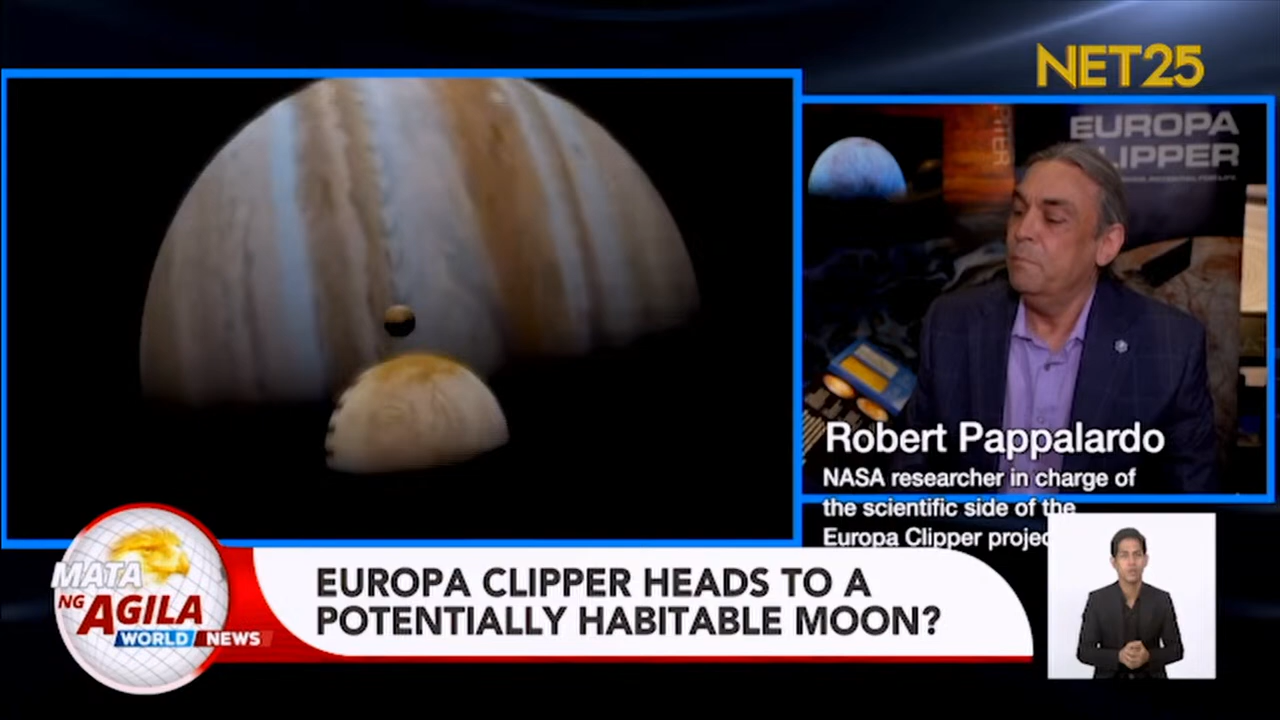 NET25
EUROPA
CLIPPER
Robert Pappalardo
NASA researcher in charge of
the scientific side of the
Europa Clipper projec
EUROPA CLIPPER HEADS TO A
POTENTIALLY HABITABLE MOON?
MATA
NG
AGILA
WORLD NEWS